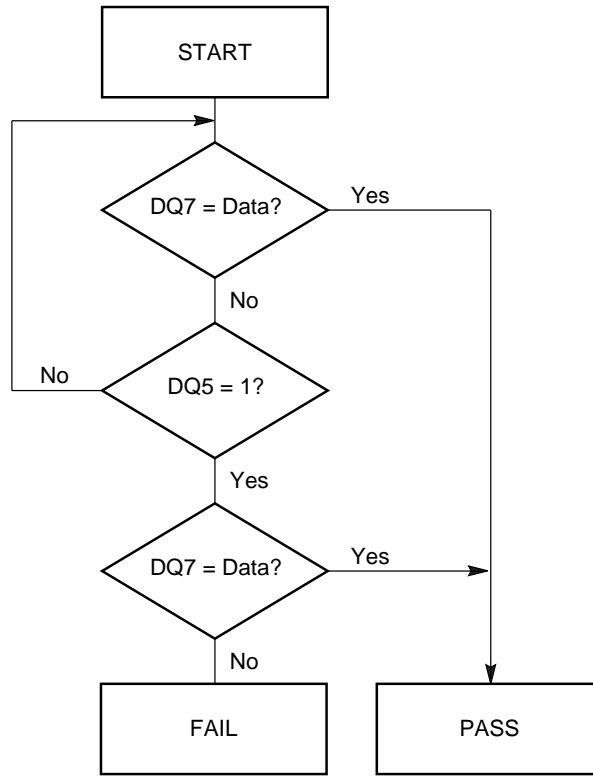 START
DQ7 = Data?
Yes
No
No
DQ5 = 1?
Yes
DQ7 = Data?
Yes
No
FAIL
PASS